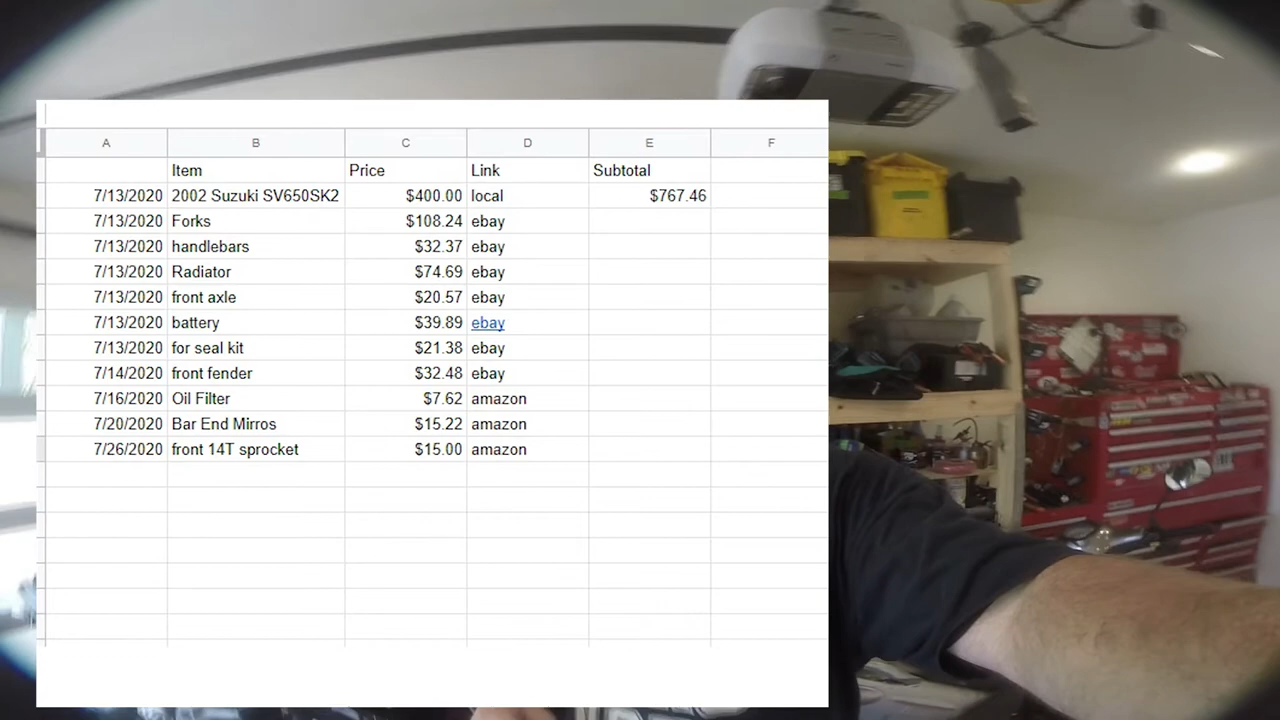 A B C D E F
Item Price Link Subtotal
7/13/2020 2002 Suzuki SV650SK2 $400.00 local $767.46
7/13/2020 Forks $108.24 ebay
7/13/2020 handlebars $32.37 ebay
7/13/2020 Radiator $74.69 ebay
7/13/2020 front axle $20.57 ebay
7/13/2020 battery $39.89 ebay
7/13/2020 for seal kit $21.38 ebay
7/14/2020 front fender $32.48 ebay
7/16/2020 Oil Filter $7.62 amazon
7/20/2020 Bar End Mirros $15.22 amazon
7/26/2020 front 14T sprocket $15.00 amazon